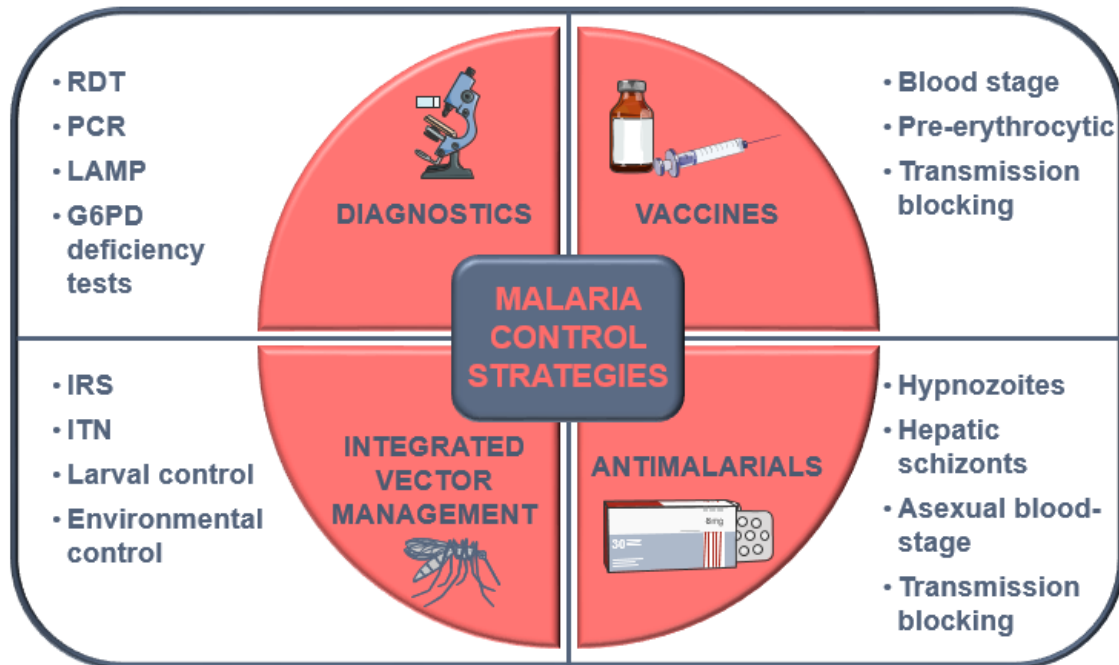 • RDT
• PCR
• LAMP
• G6PD
deficiency
tests
DIAGNOSTICS
VACCINES
• Blood stage
• Pre-erythrocytic
• Transmission
blocking
MALARIA
CONTROL
STRATEGIES
• IRS
• ITN
• Larval control
• Environmental
control
INTEGRATED
VECTOR
MANAGEMENT
ANTIMALARIALS
30
8mg
• Hypnozoites
• Hepatic
schizonts
• Asexual blood-
stage
• Transmission
blocking